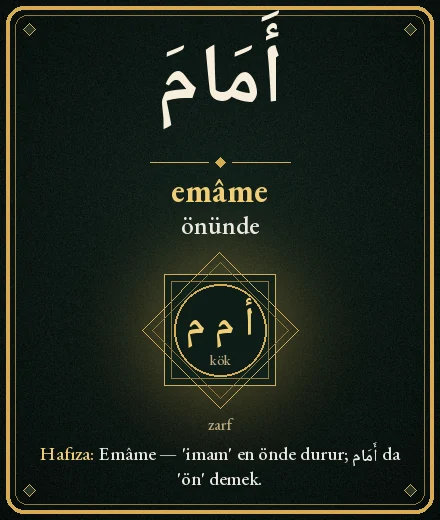 أَمَامَ
emâme
önünde
أ م م
kök
zarf
Hafıza: Emâme — 'imam' en önde durur; أَمَام da
'ön' demek.